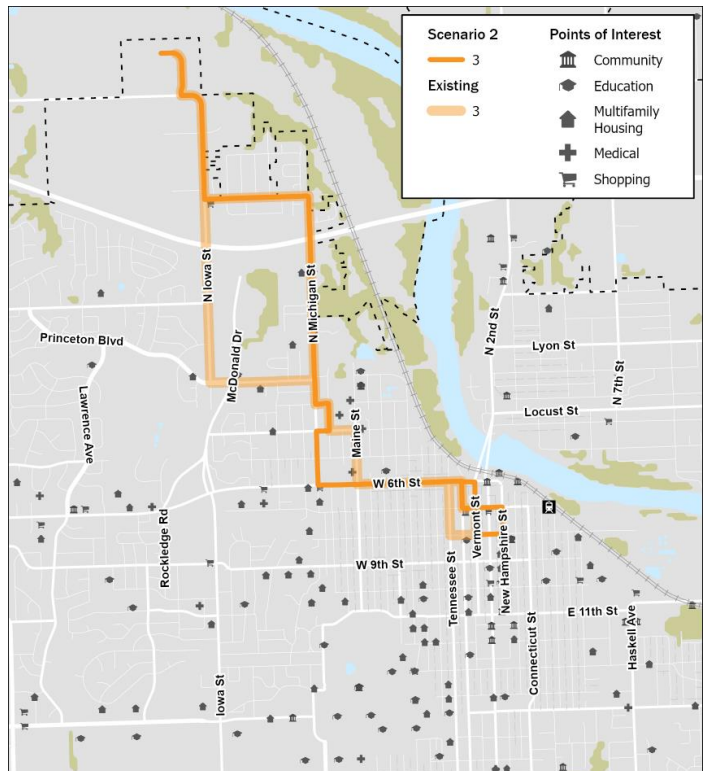 Scenario 2
3
Existing
3
Points of Interest
Community
Education
Multifamily
Housing
Medical
Shopping
N Iowa St
N Michigan St
McDonald Dr
Princeton Blvd
Lawrence Ave
N 2nd St
Lyon St
N 7th St
Locust St
Maine St
W 6th St
Vermont St
New Hampshire St
Rockledge Rd
W 9th St
Tennessee St
E 11th St
Connecticut St
Haskell Ave
Iowa St